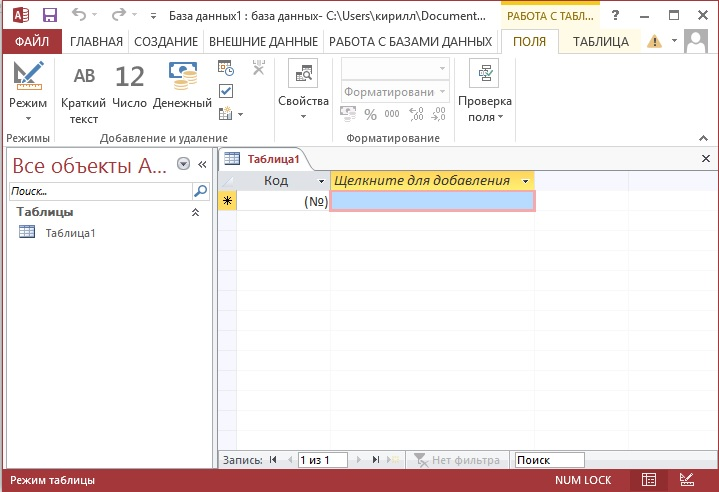 База данных1 : база данных- C:\Users\кирилл\Document...
РАБОТА С ТАБЛ...
ФАЙЛ ГЛАВНАЯ СОЗДАНИЕ ВНЕШНИЕ ДАННЫЕ РАБОТА С БАЗАМИ ДАННЫХ ПОЛЯ ТАБЛИЦА
Режим
AB Краткий текст
12 Число
Денежный
Свойства
Форматировани
% 000 ←,0 ,00 ,00 →,0
Проверка поля
Режимы
Добавление и удаление
Форматирование
Все объекты A...
Поиск...
Таблицы
Таблица1
Таблица1
Код Щелкните для добавления
(№)
Запись: 1 из 1 Нет фильтра Поиск
Режим таблицы
NUM LOCK